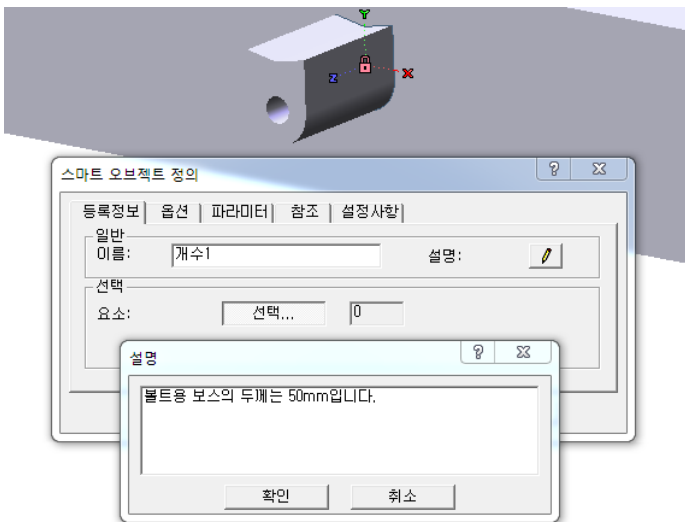 Y
Z
X
스마트 오브젝트 정의
등록정보 옵션 파라미터 참조 설정사항
일반
이름: 개수1 설명:
선택
요소: 선택... 0
설명
볼트용 보스의 두께는 50mm입니다.
확인 취소